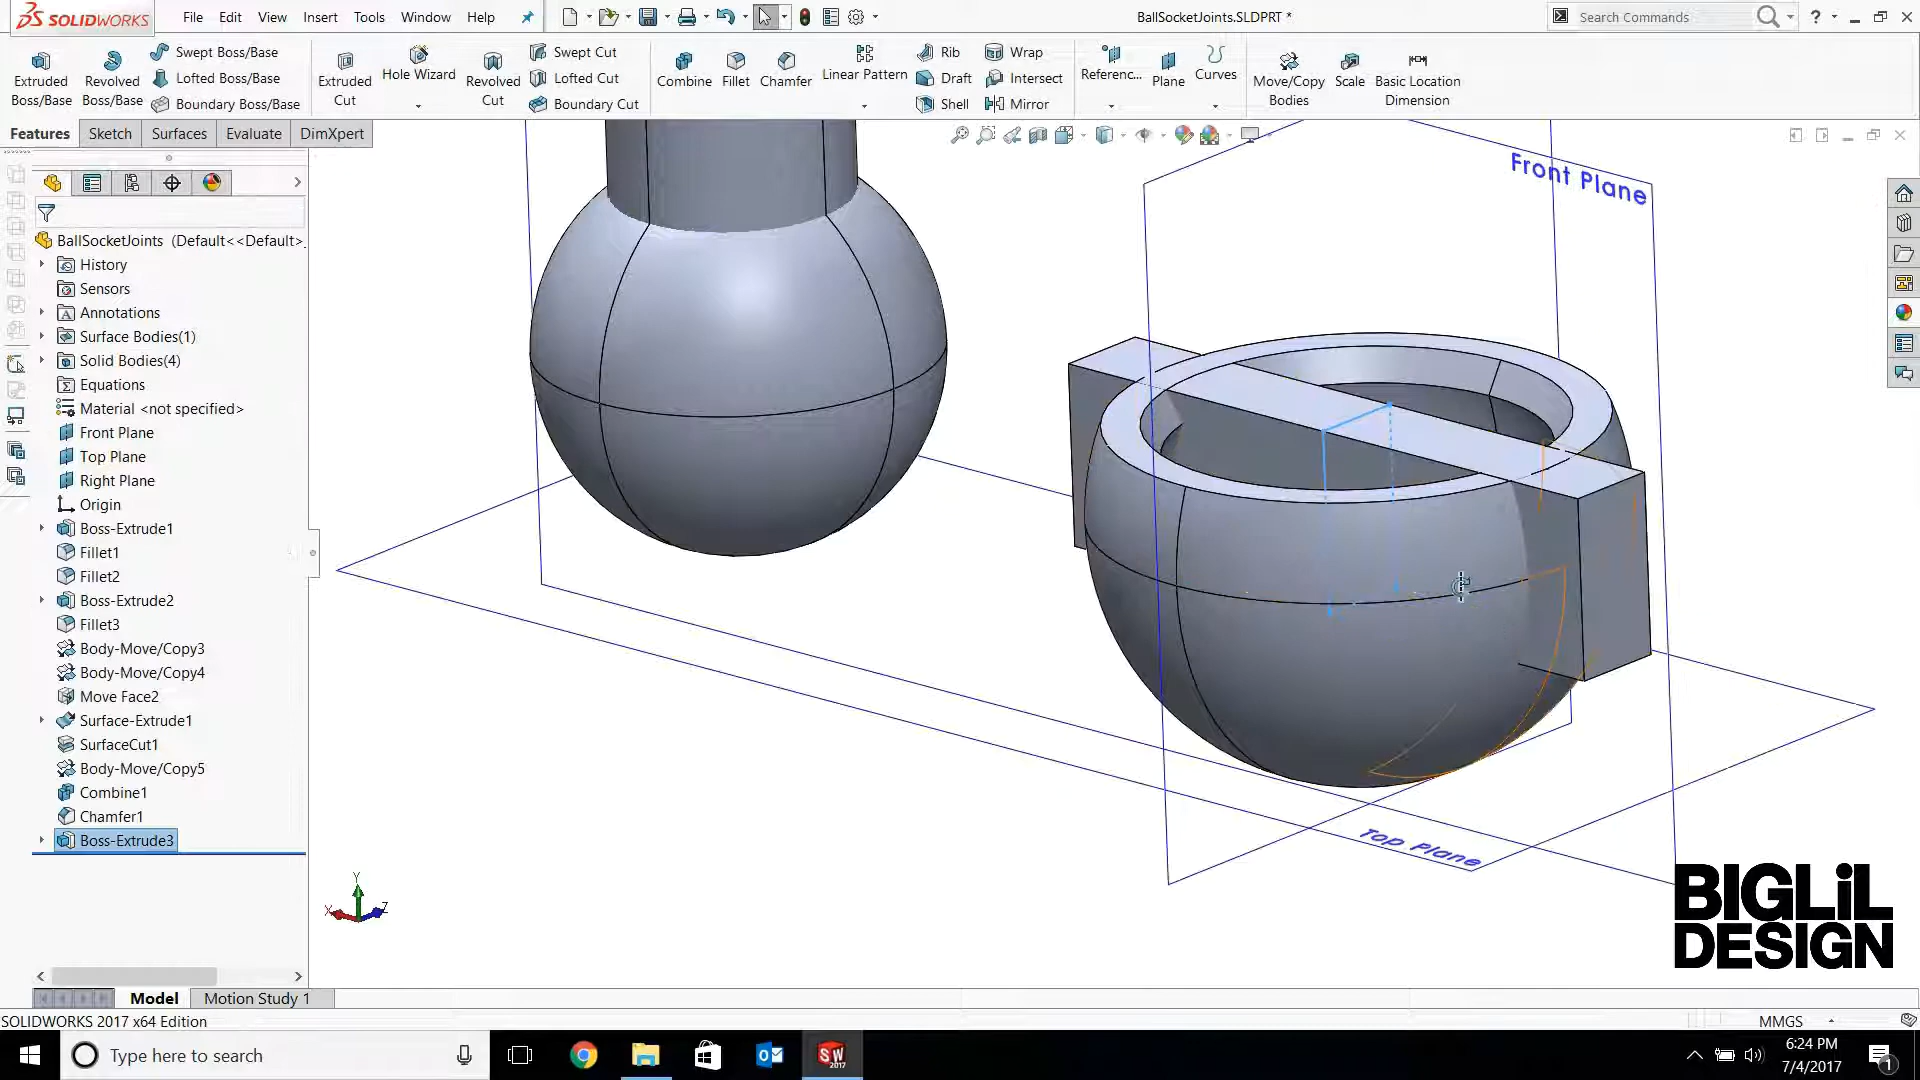 SOLIDWORKS
File Edit View Insert Tools Window Help
BallSocketJoints.SLDPRT *
Search Commands
Extruded Boss/Base
Revolved Boss/Base
Swept Boss/Base
Lofted Boss/Base
Boundary Boss/Base
Extruded Cut
Hole Wizard
Revolved Cut
Swept Cut
Lofted Cut
Boundary Cut
Combine
Fillet
Chamfer
Linear Pattern
Rib
Draft
Shell
Wrap
Intersect
Mirror
Referenc...
Plane
Curves
Move/Copy Bodies
Scale
Basic Location Dimension
Features Sketch Surfaces Evaluate DimXpert
BallSocketJoints (Default<<Default>
History
Sensors
Annotations
Surface Bodies(1)
Solid Bodies(4)
Equations
Material <not specified>
Front Plane
Top Plane
Right Plane
Origin
Boss-Extrude1
Fillet1
Fillet2
Boss-Extrude2
Fillet3
Body-Move/Copy3
Body-Move/Copy4
Move Face2
Surface-Extrude1
SurfaceCut1
Body-Move/Copy5
Combine1
Chamfer1
Boss-Extrude3
Front Plane
Top Plane
Y
X
Z
BIGLiL
DESIGN
Model Motion Study 1
SOLIDWORKS 2017 x64 Edition
MMGS
Type here to search
SW
2017
6:24 PM
7/4/2017
1